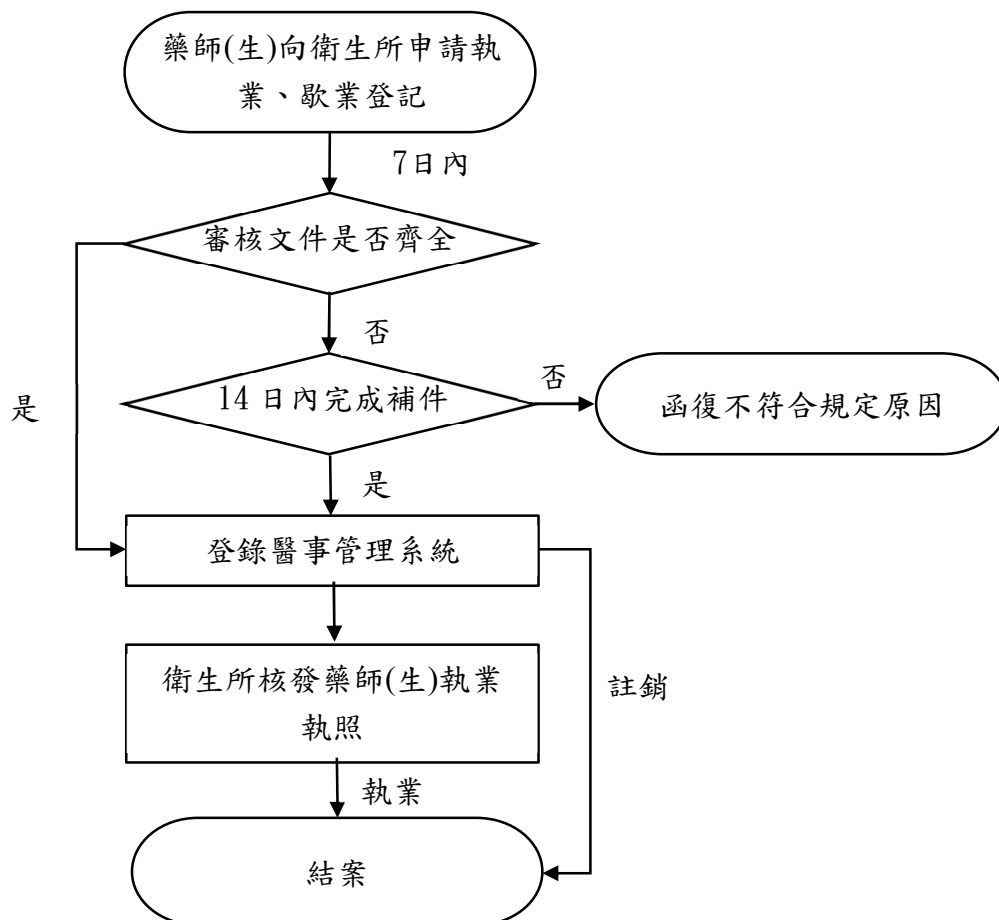 藥師(生)向衛生所申請執
業、歇業登記
7日內
審核文件是否齊全
否
是
14 日內完成補件
否
函復不符合規定原因
是
登錄醫事管理系統
衛生所核發藥師(生)執業
執照
註銷
執業
結案